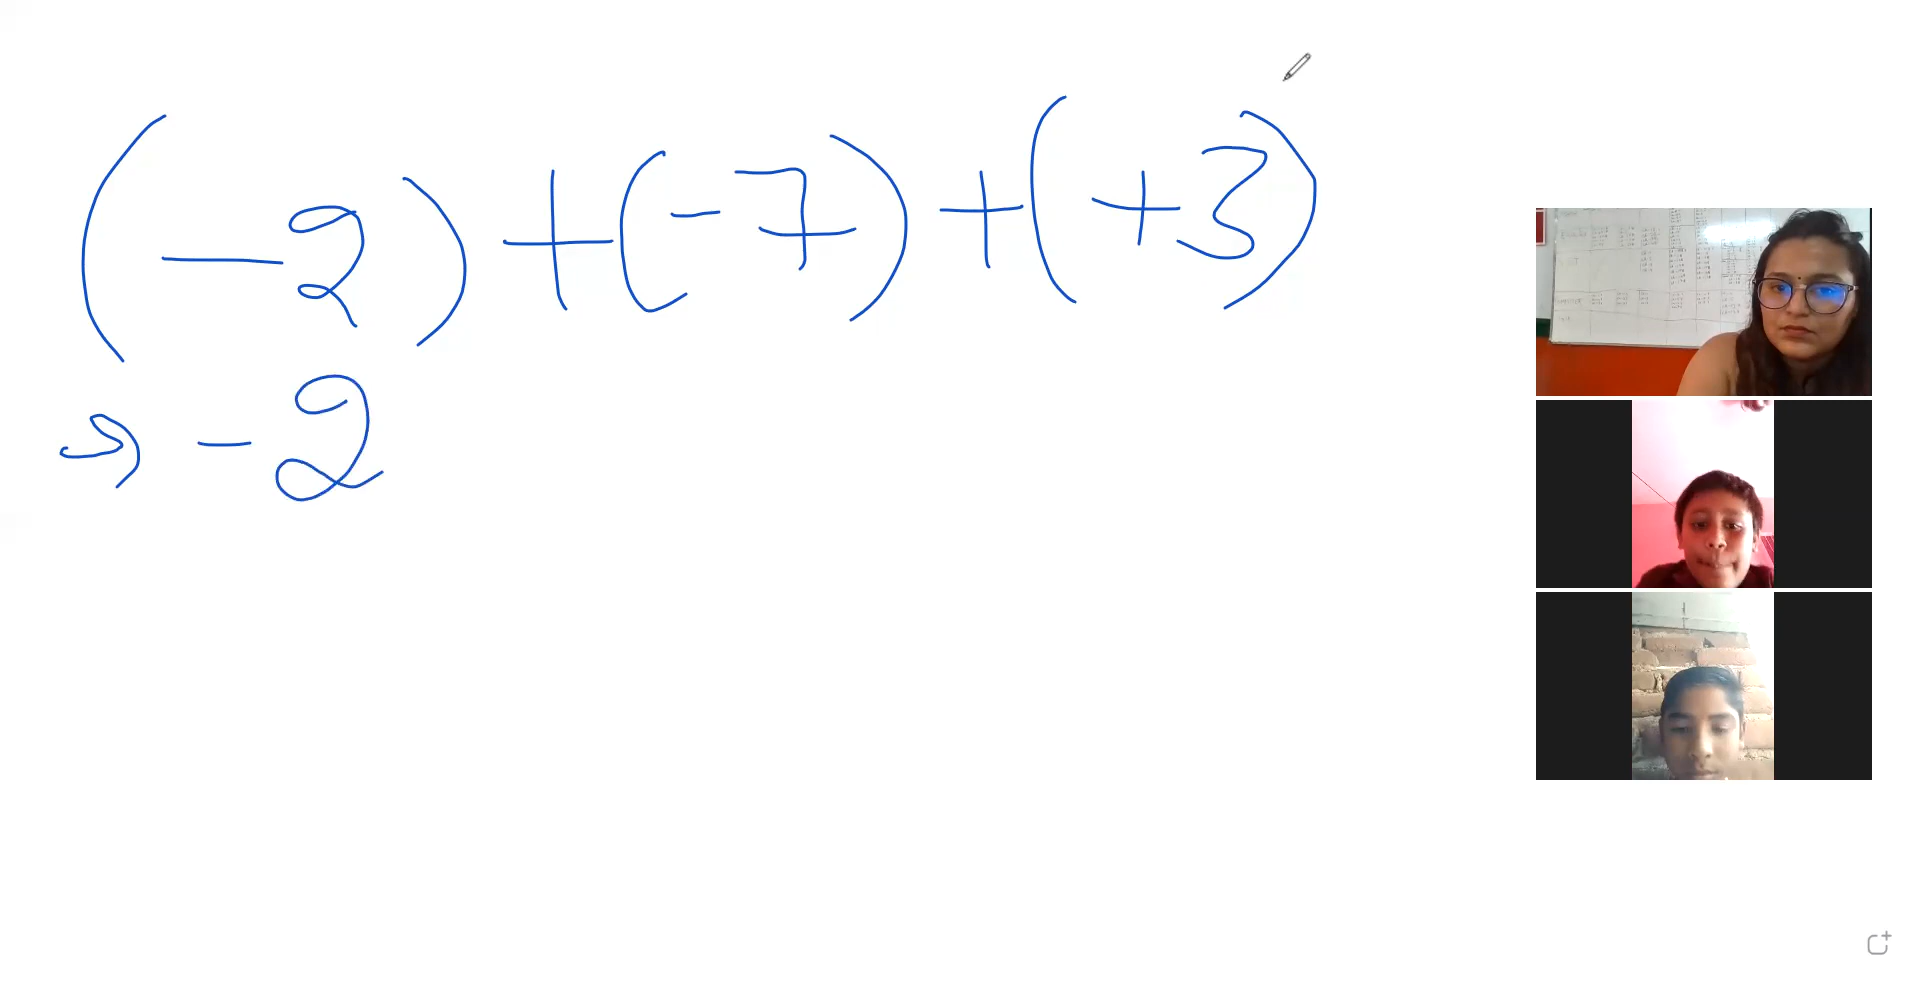 (-2) + (-7) + (+3)
⇒ -2